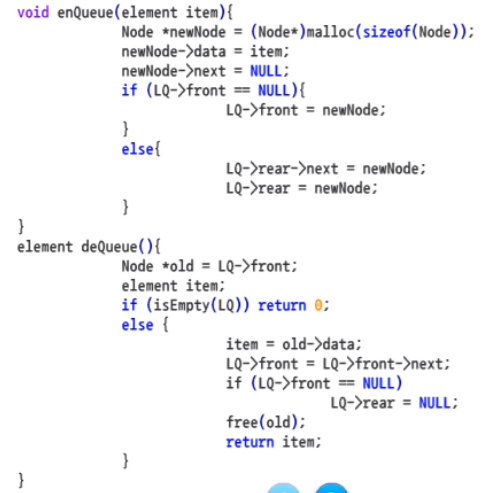 void enQueue(element item){
Node *newNode = (Node*)malloc(sizeof(Node));
newNode->data = item;
newNode->next = NULL;
if (LQ->front == NULL){
LQ->front = newNode;
}
else{
LQ->rear->next = newNode;
LQ->rear = newNode;
}
}
element deQueue(){
Node *old = LQ->front;
element item;
if (isEmpty(LQ)) return 0;
else {
item = old->data;
LQ->front = LQ->front->next;
if (LQ->front == NULL)
LQ->rear = NULL;
free(old);
return item;
}
}